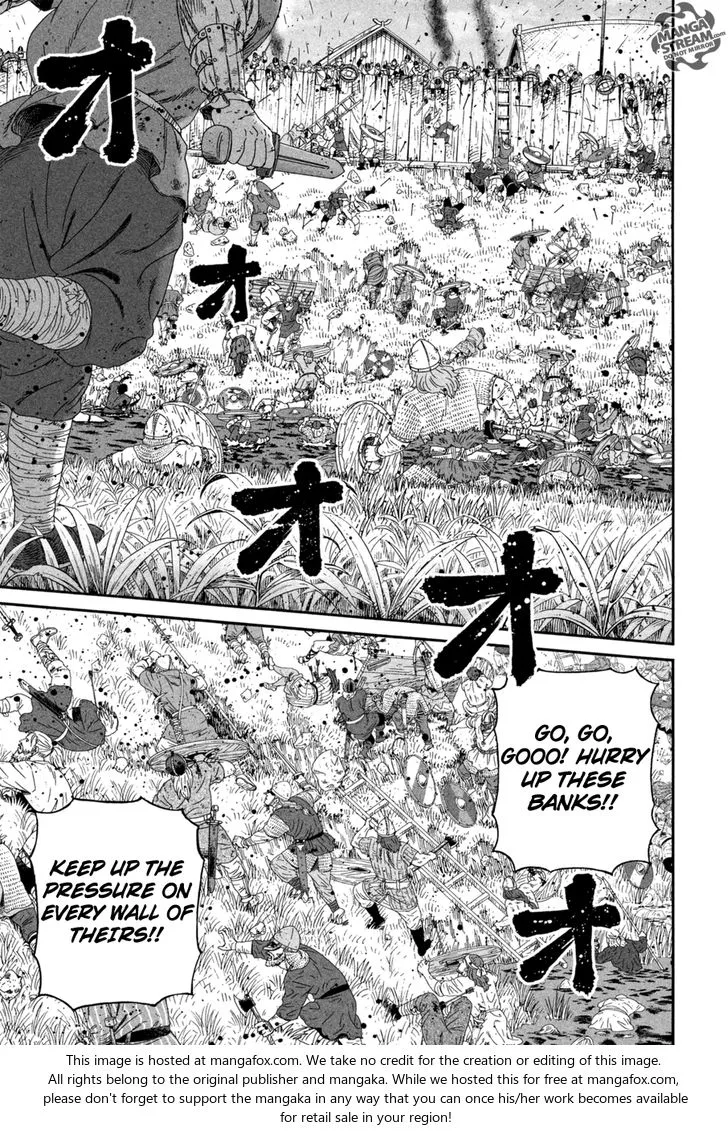 MANGA
STREAM.COM
DO NOT MIRROR!
オ
オ
オ
オ
GO, GO,
GOOO! HURRY
UP THESE
BANKS!!
KEEP UP THE
PRESSURE ON
EVERY WALL OF
THEIRS!!
オ
This image is hosted at mangafox.com. We take no credit for the creation or editing of this image.
All rights belong to the original publisher and mangaka. While we hosted this for free at mangafox.com,
please don't forget to support the mangaka in any way that you can once his/her work becomes available
for retail sale in your region!